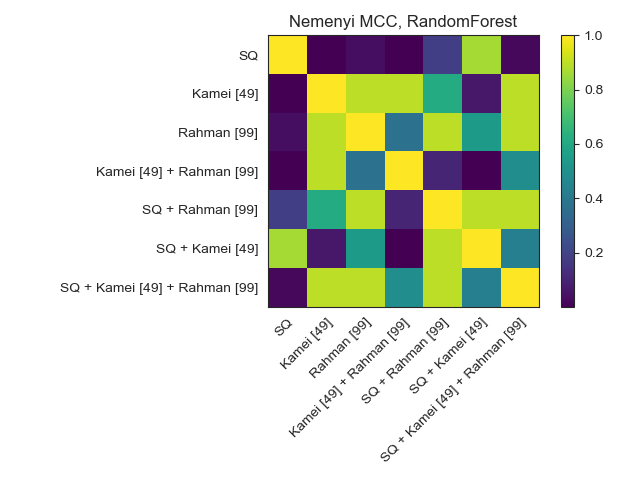 Nemenyi MCC, RandomForest
SQ
Kamei [49]
Rahman [99]
Kamei [49] + Rahman [99]
SQ + Rahman [99]
SQ + Kamei [49]
SQ + Kamei [49] + Rahman [99]
SQ
Kamei [49]
Rahman [99]
Kamei [49] + Rahman [99]
SQ + Rahman [99]
SQ + Kamei [49]
SQ + Kamei [49] + Rahman [99]
1.0
0.8
0.6
0.4
0.2